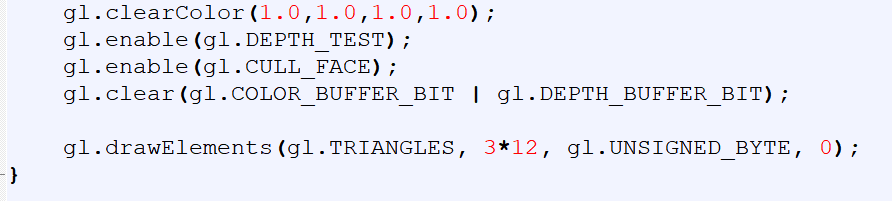 gl.clearColor(1.0,1.0,1.0,1.0);
gl.enable(gl.DEPTH_TEST);
gl.enable(gl.CULL_FACE);
gl.clear(gl.COLOR_BUFFER_BIT | gl.DEPTH_BUFFER_BIT);
gl.drawElements(gl.TRIANGLES, 3*12, gl.UNSIGNED_BYTE, 0);
}